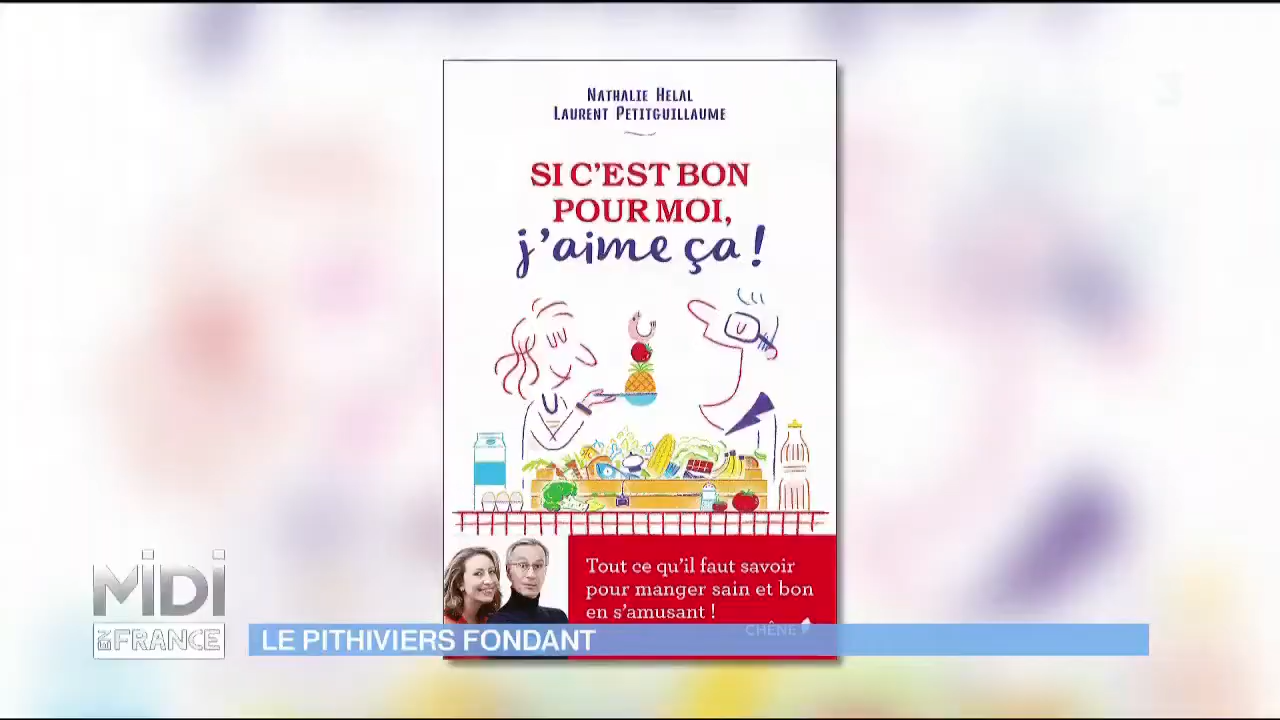 NATHALIE HELAL
LAURENT PETITGUILLAUME
SI C'EST BON
POUR MOI,
j'aime ça !
Tout ce qu'il faut savoir
pour manger sain et bon
en s'amusant !
CHÊNE
MiDi
EN FRANCE
LE PITHIVIERS FONDANT
3